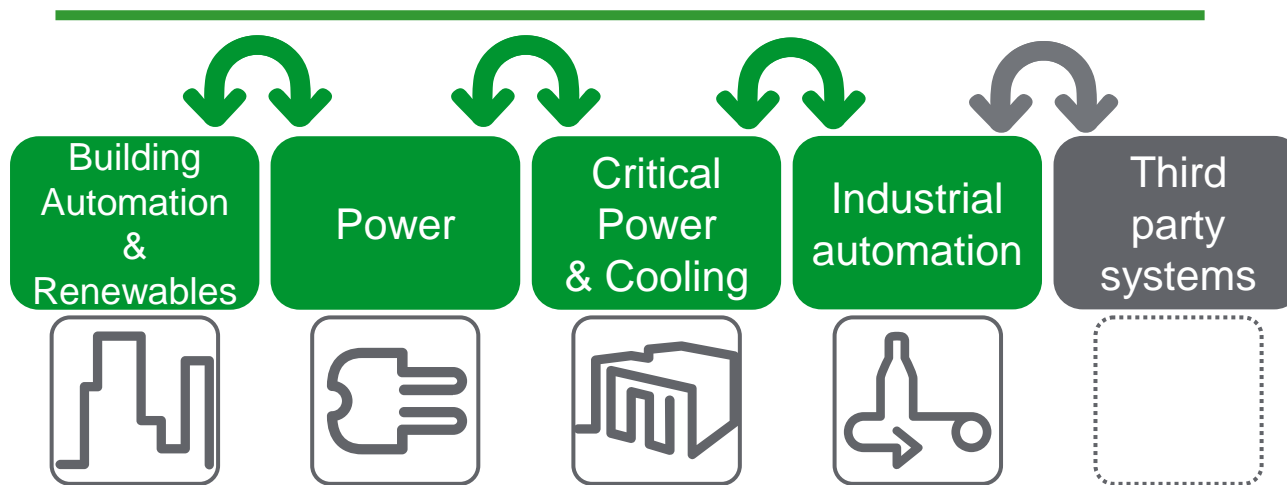 Building
Automation
&
Renewables
Power
Critical
Power
& Cooling
Industrial
automation
Third
party
systems